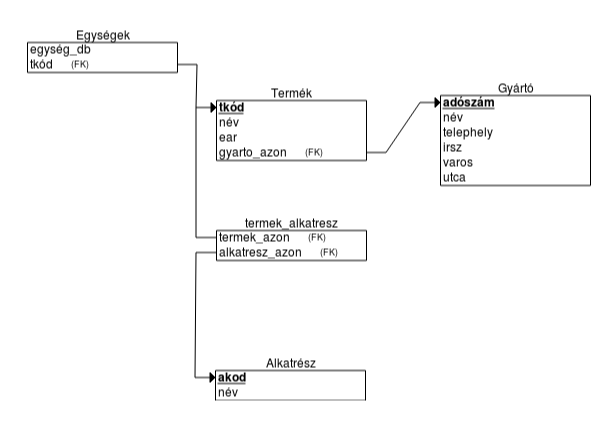 Egységek
egység_db
tkód (FK)
Termék
tkód
név
ear
gyarto_azon (FK)
Gyártó
adószám
név
telephely
irsz
varos
utca
termek_alkatresz
termek_azon (FK)
alkatresz_azon (FK)
Alkatrész
akod
név